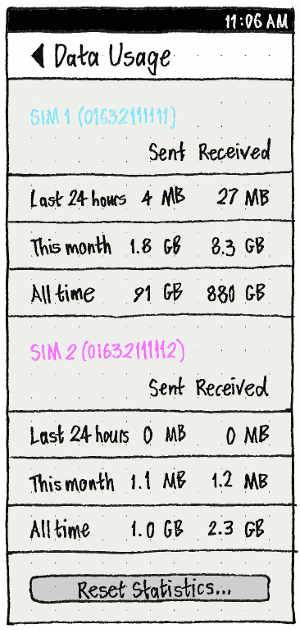 11:06 AM
Data Usage
SIM 1 (01632111111)
Sent Received
Last 24 hours 4 MB 27 MB
This month 1.8 GB 8.3 GB
All time 91 GB 880 GB
SIM 2 (01632111112)
Sent Received
Last 24 hours 0 MB 0 MB
This month 1.1 MB 1.2 MB
All time 1.0 GB 2.3 GB
Reset Statistics...